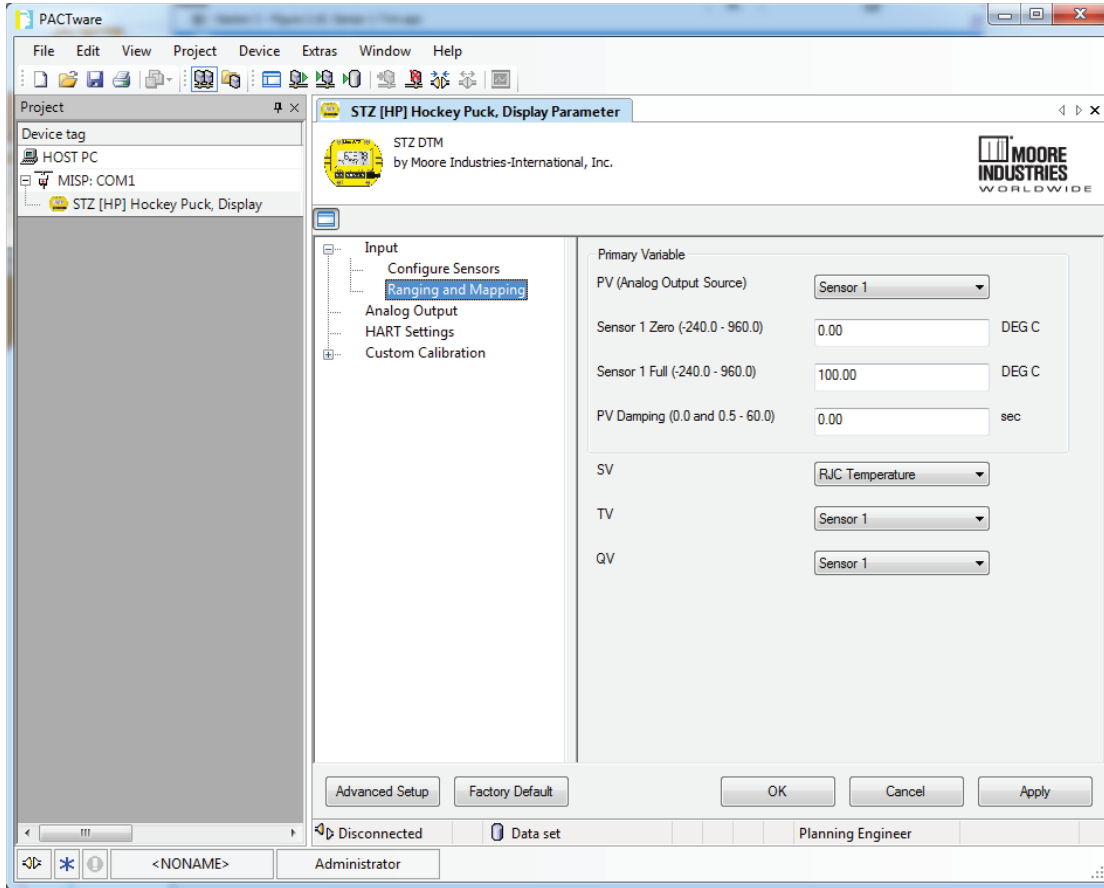 PACTware
File Edit View Project Device Extras Window Help
Project
Device tag
HOST PC
MISP: COM1
STZ [HP] Hockey Puck, Display
STZ [HP] Hockey Puck, Display Parameter
STZ DTM
by Moore Industries-International, Inc.
MOORE
INDUSTRIES
WORLDWIDE
Input
Configure Sensors
Ranging and Mapping
Analog Output
HART Settings
Custom Calibration
Primary Variable
PV (Analog Output Source) Sensor 1
Sensor 1 Zero (-240.0 - 960.0) 0.00 DEG C
Sensor 1 Full (-240.0 - 960.0) 100.00 DEG C
PV Damping (0.0 and 0.5 - 60.0) 0.00 sec
SV RJC Temperature
TV Sensor 1
QV Sensor 1
Advanced Setup Factory Default OK Cancel Apply
Disconnected Data set Planning Engineer
<NONAME> Administrator